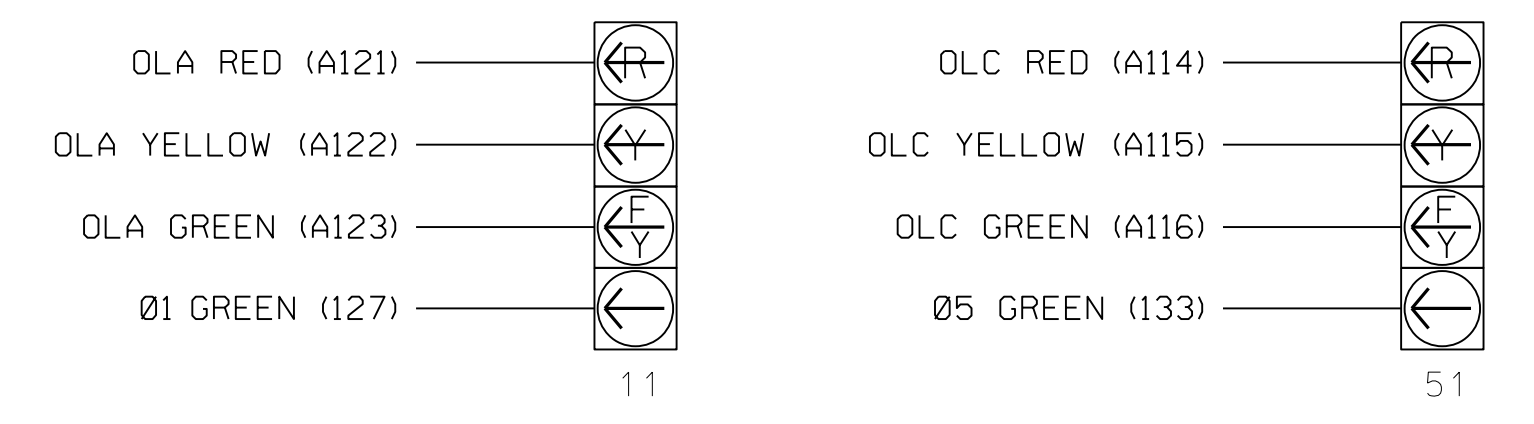 OLA RED (A121)
R
OLA YELLOW (A122)
Y
OLA GREEN (A123)
F
Y
Ø1 GREEN (127)
11
OLC RED (A114)
R
OLC YELLOW (A115)
Y
OLC GREEN (A116)
F
Y
Ø5 GREEN (133)
51